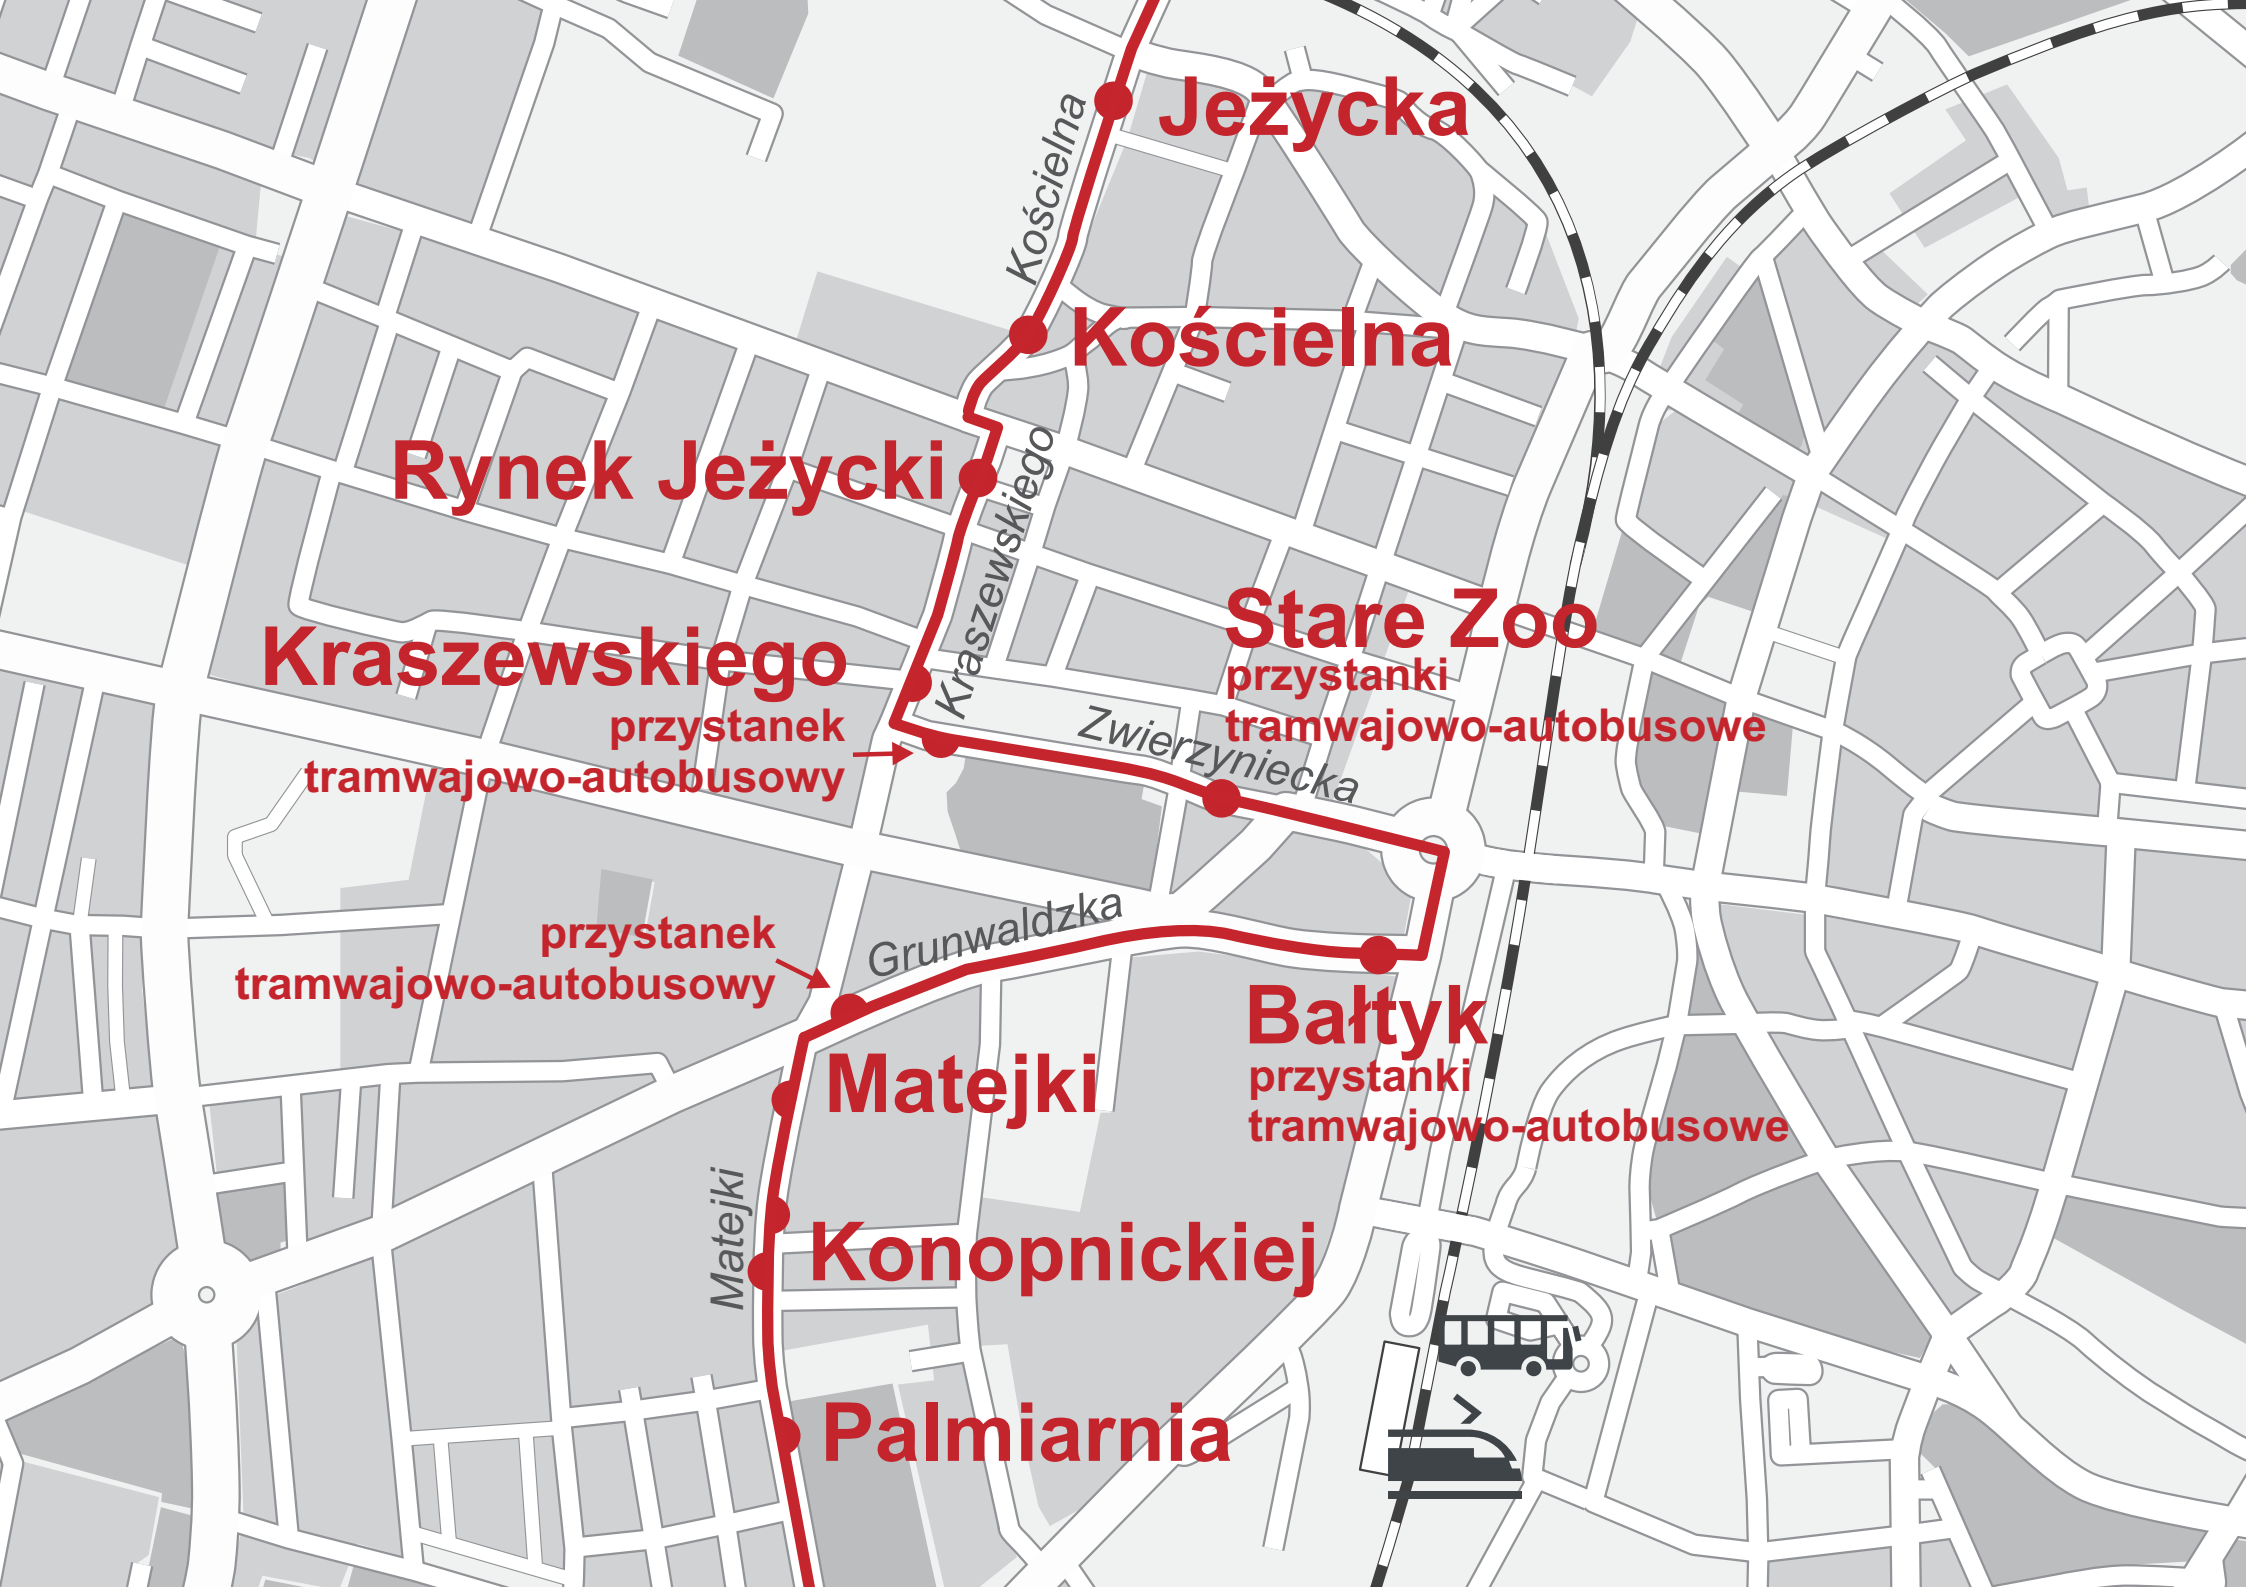 Jeżycka
Kościelna
Kościelna
Rynek Jeżycki
Kraszewskiego
Stare Zoo
przystanki
tramwajowo-autobusowe
Kraszewskiego
przystanek
tramwajowo-autobusowy
Zwierzyniecka
Grunwaldzka
przystanek
tramwajowo-autobusowy
Bałtyk
przystanki
tramwajowo-autobusowe
Matejki
Matejki
Konopnickiej
Palmiarnia